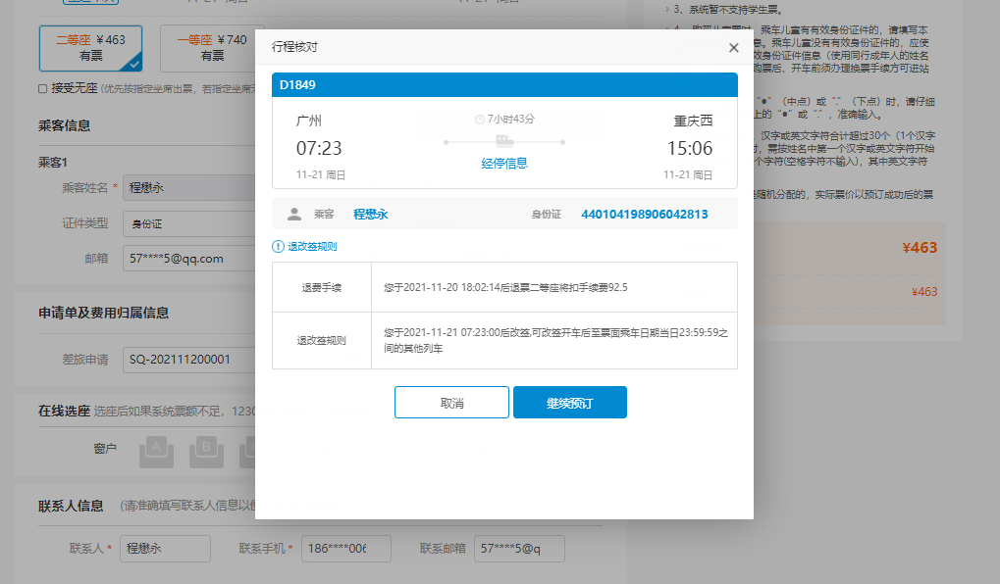 3、系统暂不支持学生票。
二等座 ¥463
有票
一等座 ¥740
有票
接受无座 (优先按指定坐席出票，若指定坐席无
乘客信息
乘客1
乘客姓名 * 程懋永
证件类型 身份证
邮箱 57****5@qq.com
申请单及费用归属信息
差旅申请 SQ-202111200001
在线选座 选座后如果系统票额不足，1230
窗户 A B
联系人信息 (请准确填写联系人信息以便
联系人 * 程懋永 联系手机 * 186****006 联系邮箱 57****5@q
行程核对
D1849
广州 7小时43分 重庆西
07:23 15:06
经停信息
11-21 周日 11-21 周日
乘客 程懋永 身份证 440104198906042813
退改签规则
退费手续 您于2021-11-20 18:02:14后退票二等座将扣手续费92.5
退改签规则 您于2021-11-21 07:23:00后改签,可改签开车后至票面乘车日期当日23:59:59之
间的其他列车
取消 继续预订
乘车儿童有有效身份证件的，请填写本
息。乘车儿童没有有效身份证件的，应使
效身份证件信息（使用同行成年人的姓名
购票后、开车前须办理换票手续方可进站
（中点）或"."（下点）时，请仔细
上的"●"或"."，准确输入。
汉字或英文字符合计超过30个（1个汉字
时，需按姓名中第一个汉字或英文字符开始
个字符(空格字符不输入)，其中英文字符
随机分配的，实际票价以预订成功后的票
¥463
¥463